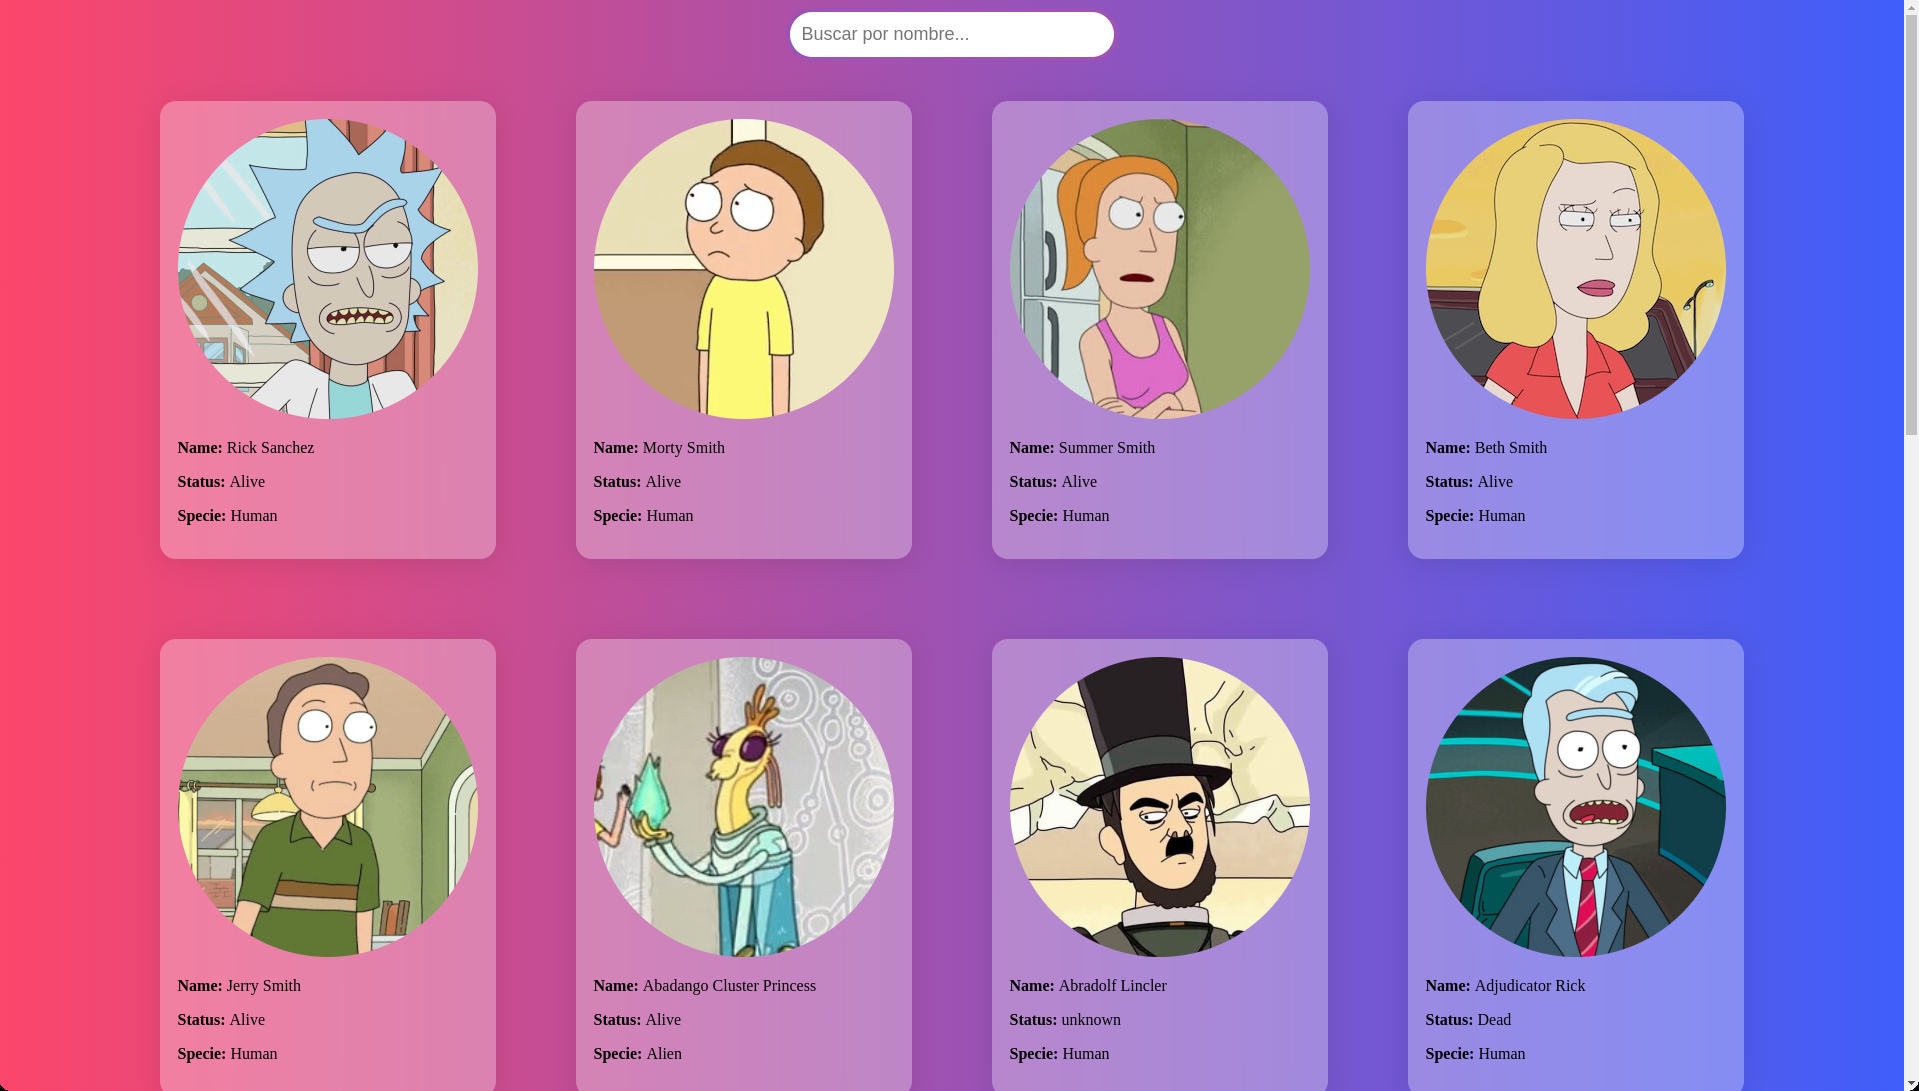 Buscar por nombre...
Name: Rick Sanchez
Status: Alive
Specie: Human
Name: Morty Smith
Status: Alive
Specie: Human
Name: Summer Smith
Status: Alive
Specie: Human
Name: Beth Smith
Status: Alive
Specie: Human
Name: Jerry Smith
Status: Alive
Specie: Human
Name: Abadango Cluster Princess
Status: Alive
Specie: Alien
Name: Abradolf Lincler
Status: unknown
Specie: Human
Name: Adjudicator Rick
Status: Dead
Specie: Human